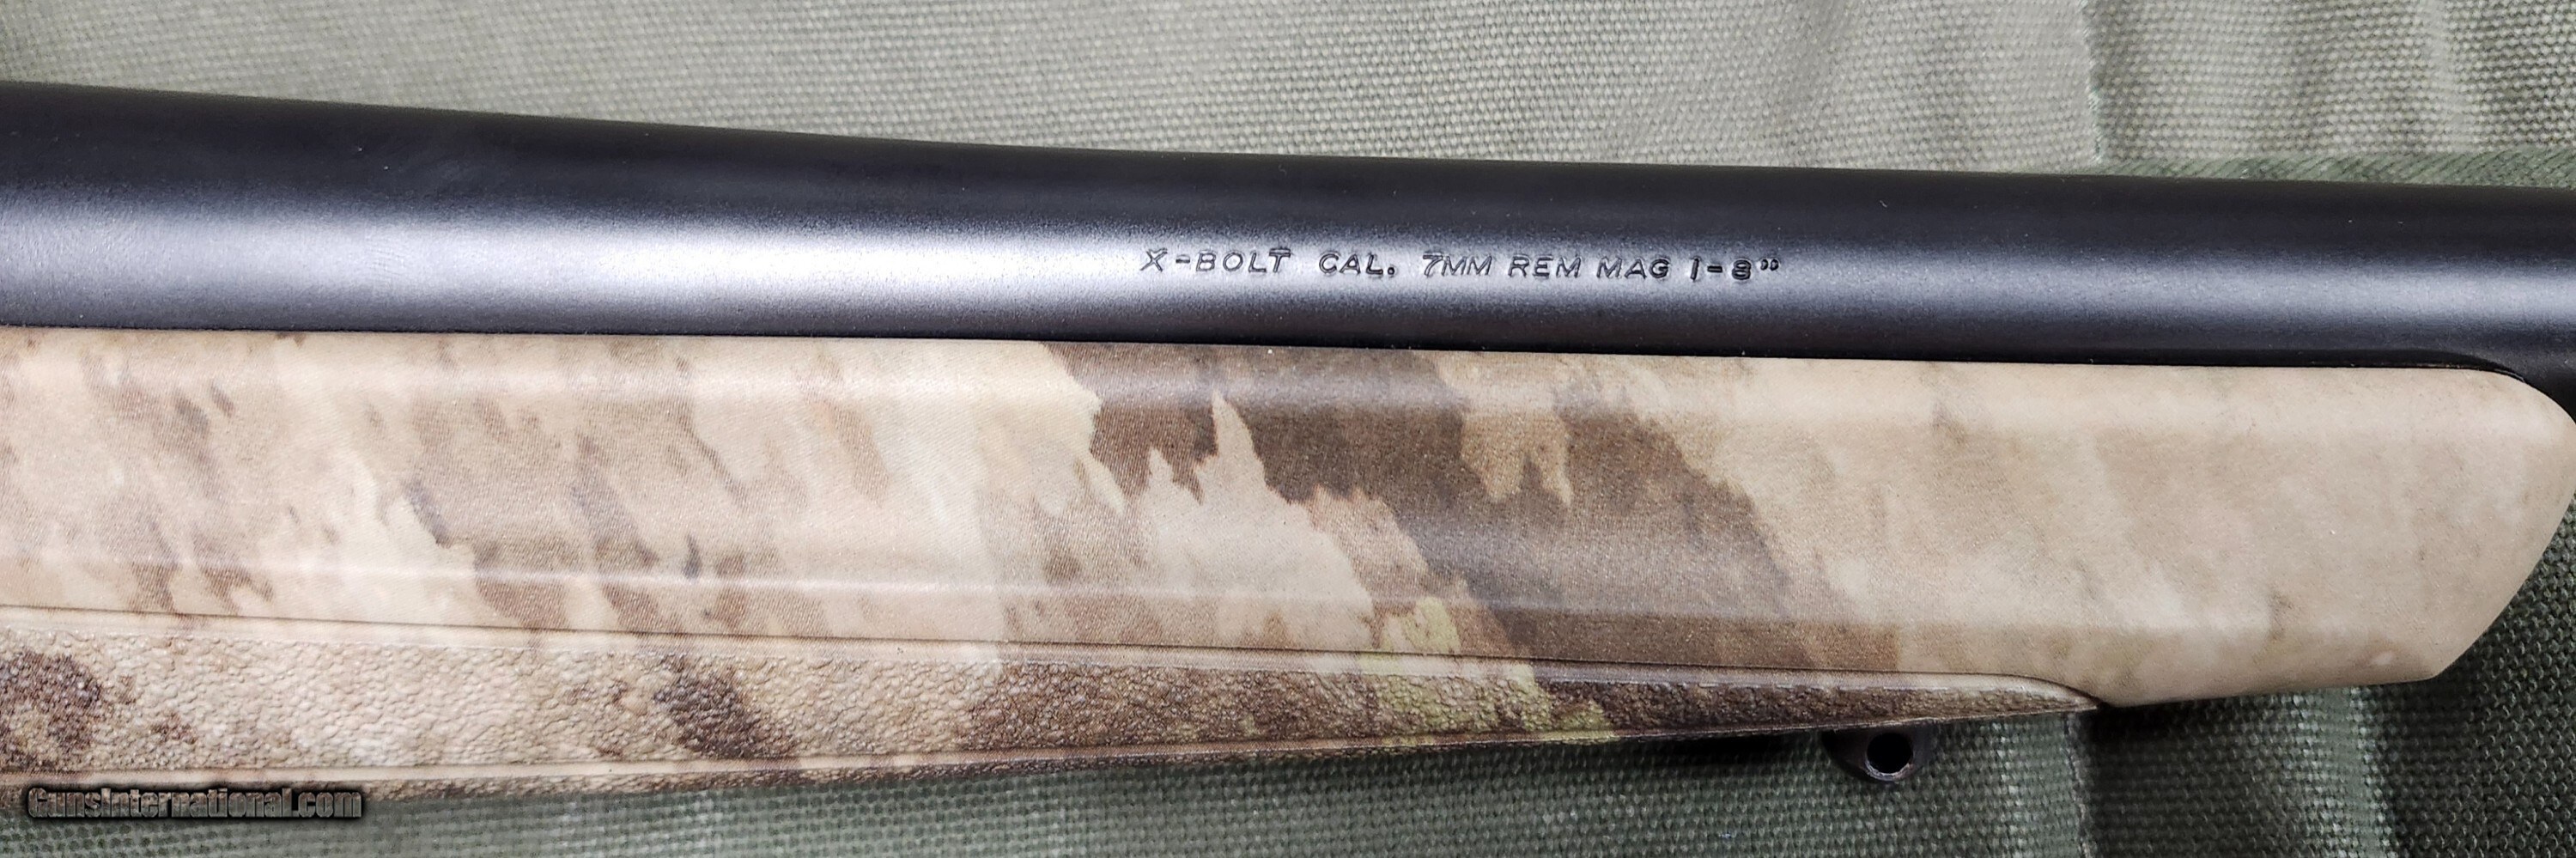 X-BOLT CAL. 7MM REM MAG 1-8"
GunsInternational.com